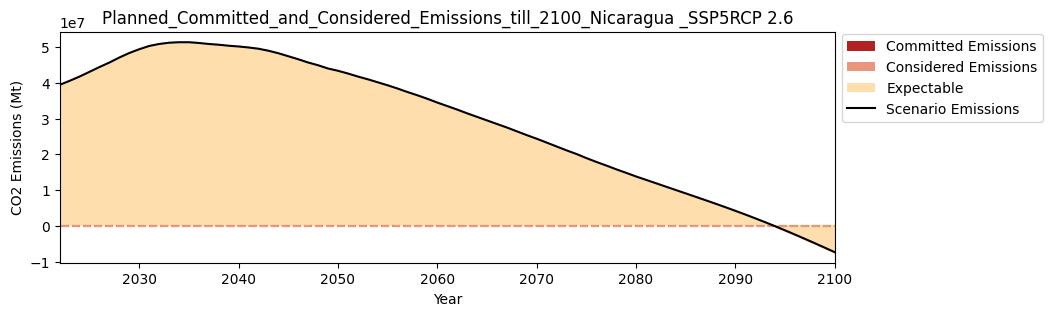 Planned_Committed_and_Considered_Emissions_till_2100_Nicaragua _SSP5RCP 2.6
1e7
Committed Emissions
Considered Emissions
Expectable
Scenario Emissions
CO2 Emissions (Mt)
5
4
3
2
1
0
−1
2030 2040 2050 2060 2070 2080 2090 2100
Year